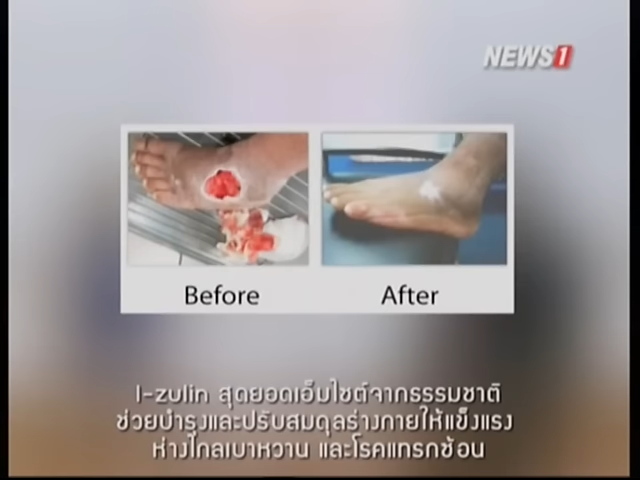 NEWS1
Before
After
I-zulin สุดยอดเอ็มไซต์จากธรรมชาติ
ช่วยบำรุงและปรับสมดุลร่างกายให้แข็งแรง
ห่างไกลเบาหวาน และโรคแทรกซ้อน